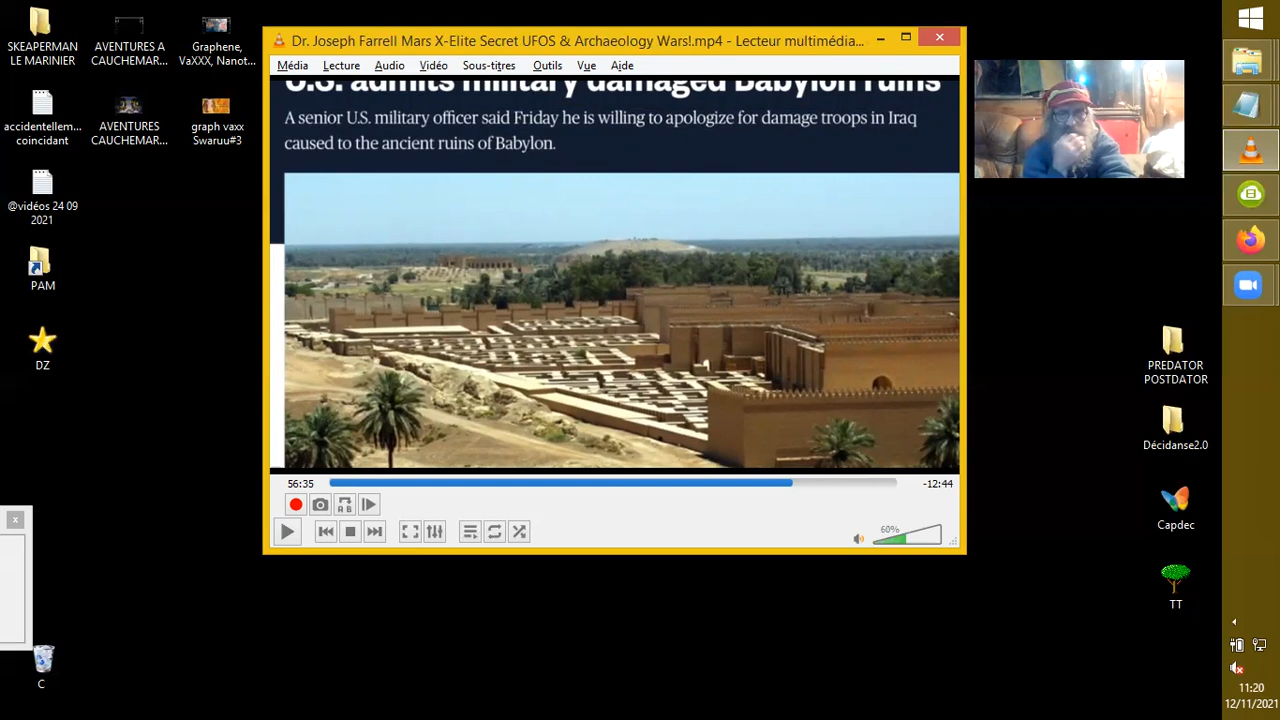 SKEAPERMAN
LE MARINIER
AVENTURES A
CAUCHEMAR...
Graphene,
VaXXX, Nanot...
accidentellem...
coincidant
AVENTURES
CAUCHEMAR...
graph vaxx
Swaruu#3
@vidéos 24 09
2021
PAM
DZ
C
x
Dr. Joseph Farrell Mars X-Elite Secret UFOS & Archaeology Wars!.mp4 - Lecteur multimédia...
Média Lecture Audio Vidéo Sous-titres Outils Vue Aide
U.S. admits military damaged Babylon ruins
A senior U.S. military officer said Friday he is willing to apologize for damage troops in Iraq
caused to the ancient ruins of Babylon.
56:35
-12:44
A B
60%
PREDATOR
POSTDATOR
Décidanse2.0
Capdec
TT
11:20
12/11/2021